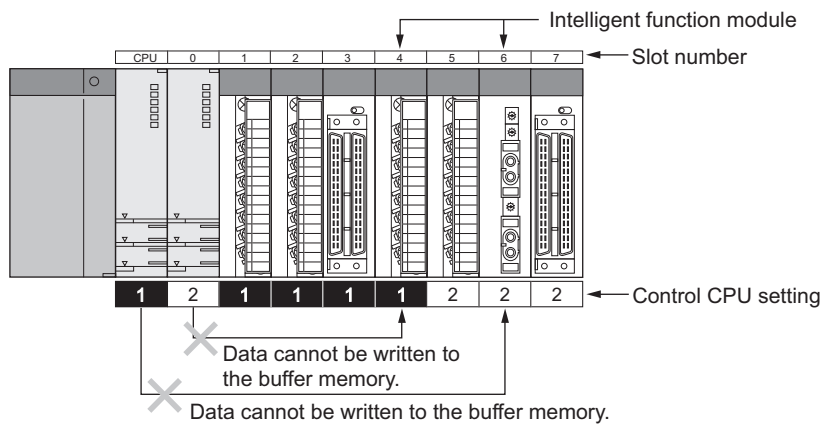 Intelligent function module
CPU 0 1 2 3 4 5 6 7
Slot number
1 2 1 1 1 1 2 2 2
Control CPU setting
Data cannot be written to
the buffer memory.
Data cannot be written to the buffer memory.